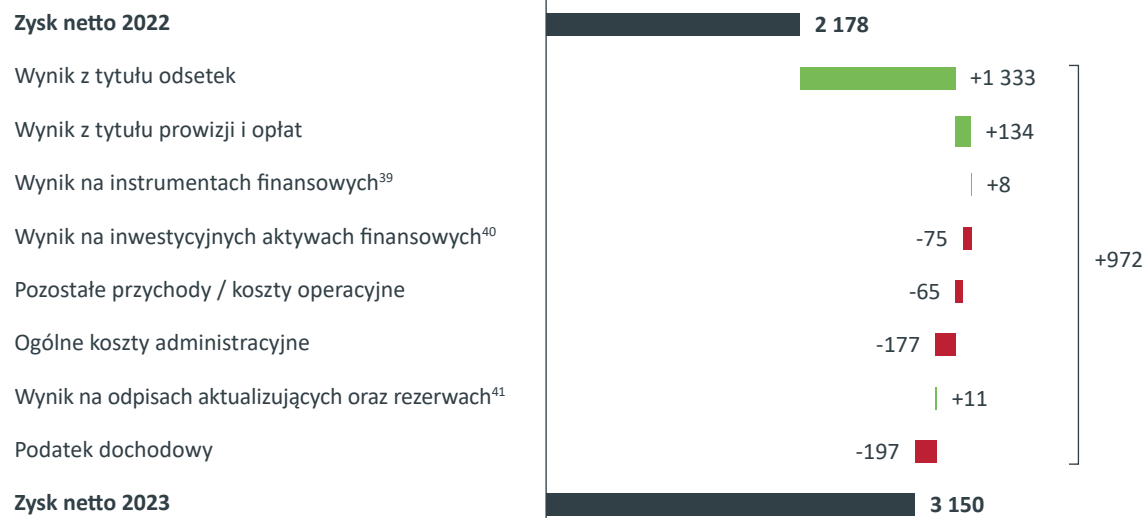 Zysk netto 2022 2 178
Wynik z tytułu odsetek +1 333
Wynik z tytułu prowizji i opłat +134
Wynik na instrumentach finansowych³⁹ +8
Wynik na inwestycyjnych aktywach finansowych⁴⁰ -75
+972
Pozostałe przychody / koszty operacyjne -65
Ogólne koszty administracyjne -177
Wynik na odpisach aktualizujących oraz rezerwach⁴¹ +11
Podatek dochodowy -197
Zysk netto 2023 3 150